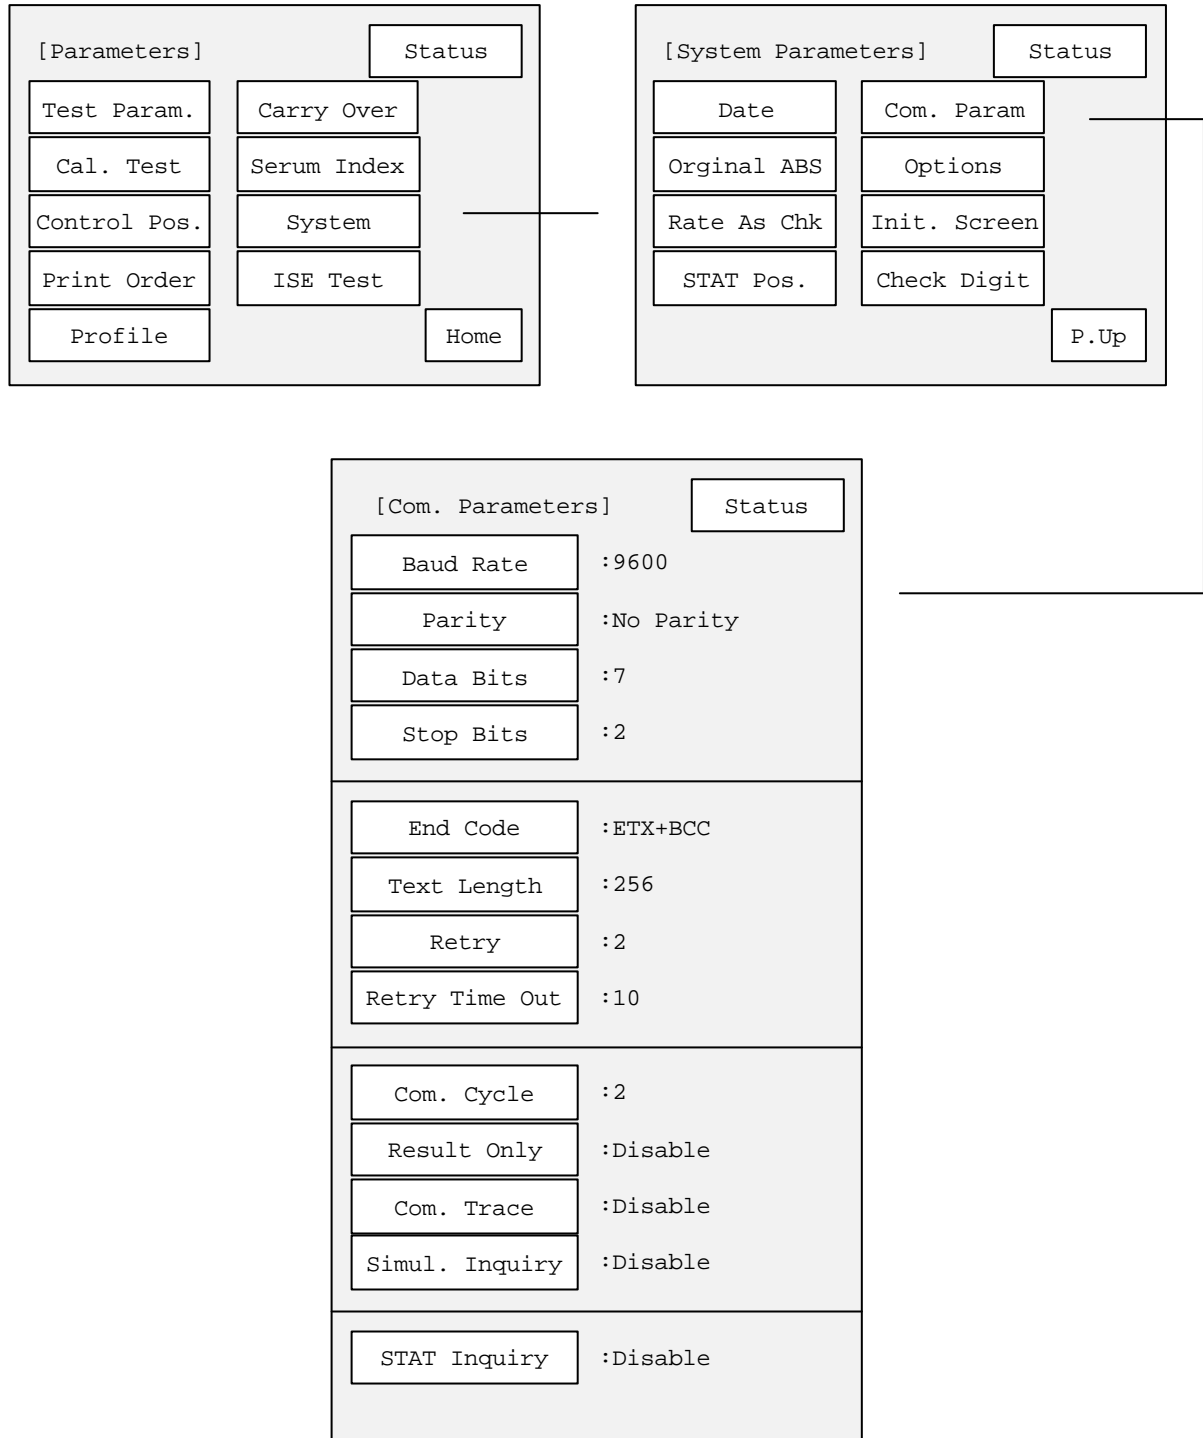 [Parameters] Status
Test Param. Carry Over
Cal. Test Serum Index
Control Pos. System
Print Order ISE Test
Profile Home
[System Parameters] Status
Date Com. Param
Orginal ABS Options
Rate As Chk Init. Screen
STAT Pos. Check Digit
P.Up
[Com. Parameters] Status
Baud Rate :9600
Parity :No Parity
Data Bits :7
Stop Bits :2
End Code :ETX+BCC
Text Length :256
Retry :2
Retry Time Out :10
Com. Cycle :2
Result Only :Disable
Com. Trace :Disable
Simul. Inquiry :Disable
STAT Inquiry :Disable